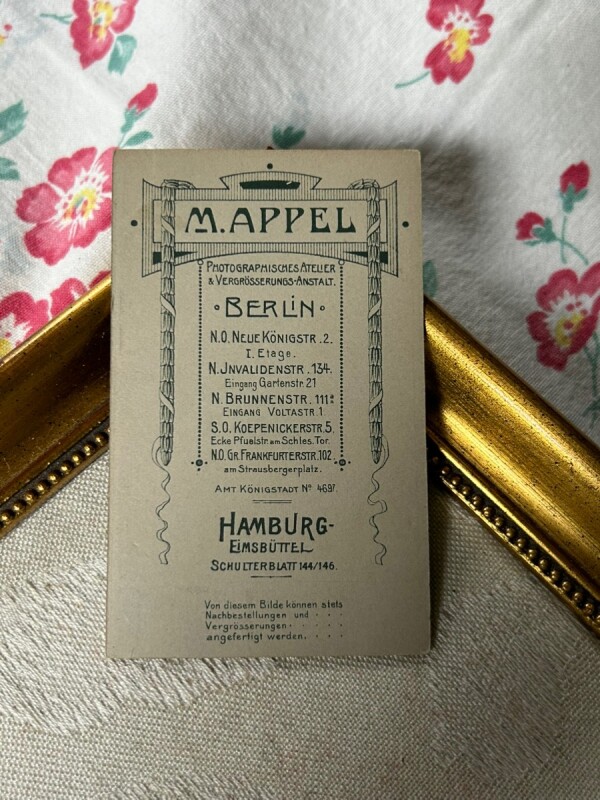 M. APPEL
PHOTOGRAPHISCHES ATELIER
& VERGRÖSSERUNGS-ANSTALT.
BERLIN
N.O. NEUE KÖNIGSTR. 2.
I. Etage.
N. JNVALIDENSTR. 134.
Eingang Gartenstr. 21
N. BRUNNENSTR. 111a
EINGANG VOLTASTR. 1
S.O. KOEPENICKERSTR. 5.
Ecke Pfuelstr. am Schles. Tor.
N.O. GR. FRANKFURTERSTR. 102.
am Strausbergerplatz.
AMT KÖNIGSTADT No 4691.
HAMBURG-
EIMSBÜTTEL
SCHULTERBLATT 144/146.
Von diesem Bilde können stets
Nachbestellungen und . . .
Vergrösserungen . . . . .
angefertigt werden. . . .